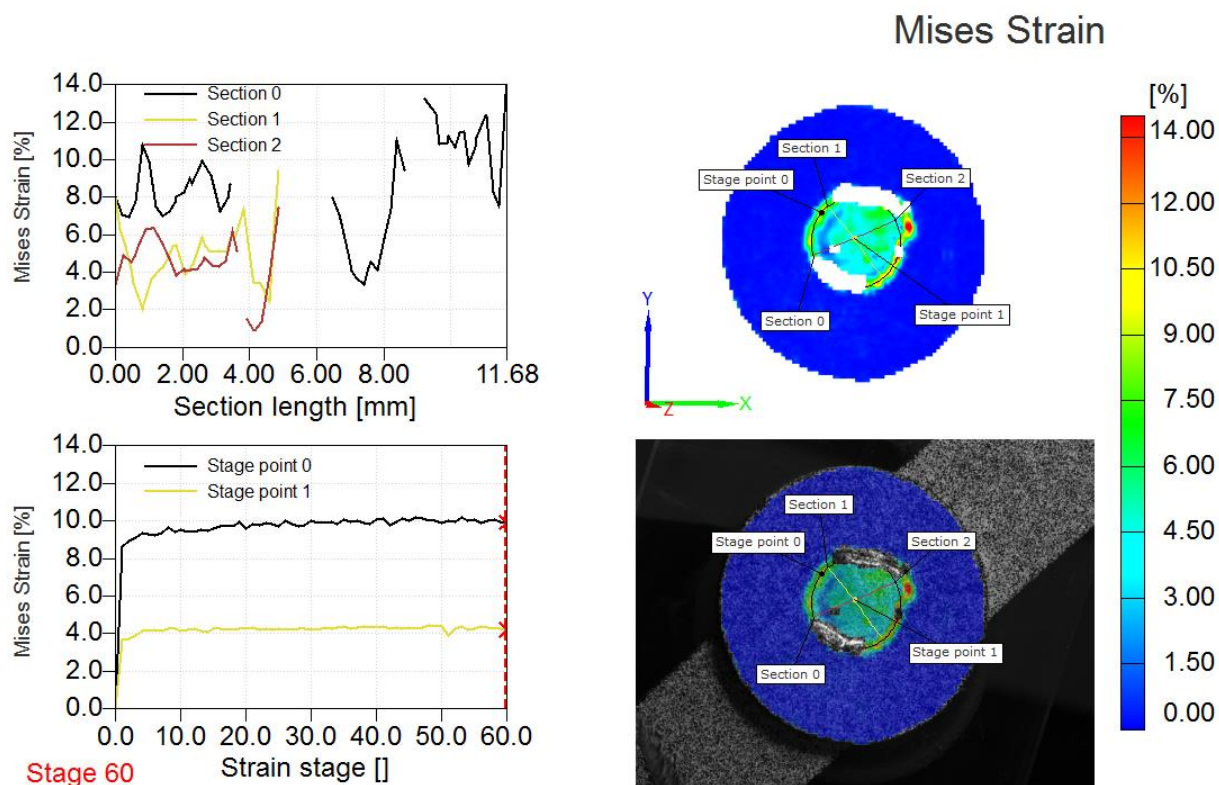 Mises Strain
14.0
12.0
10.0
8.0
6.0
4.0
2.0
0.0
Mises Strain [%]
Section 0
Section 1
Section 2
0.00 2.00 4.00 6.00 8.00 11.68
Section length [mm]
14.0
12.0
10.0
8.0
6.0
4.0
2.0
0.0
Mises Strain [%]
Stage point 0
Stage point 1
0.0 10.0 20.0 30.0 40.0 50.0 60.0
Strain stage []
Stage 60
Section 1
Stage point 0
Section 2
Section 0
Stage point 1
Y
Z
X
Section 1
Stage point 0
Section 2
Stage point 1
Section 0
[%]
14.00
12.00
10.50
9.00
7.50
6.00
4.50
3.00
1.50
0.00